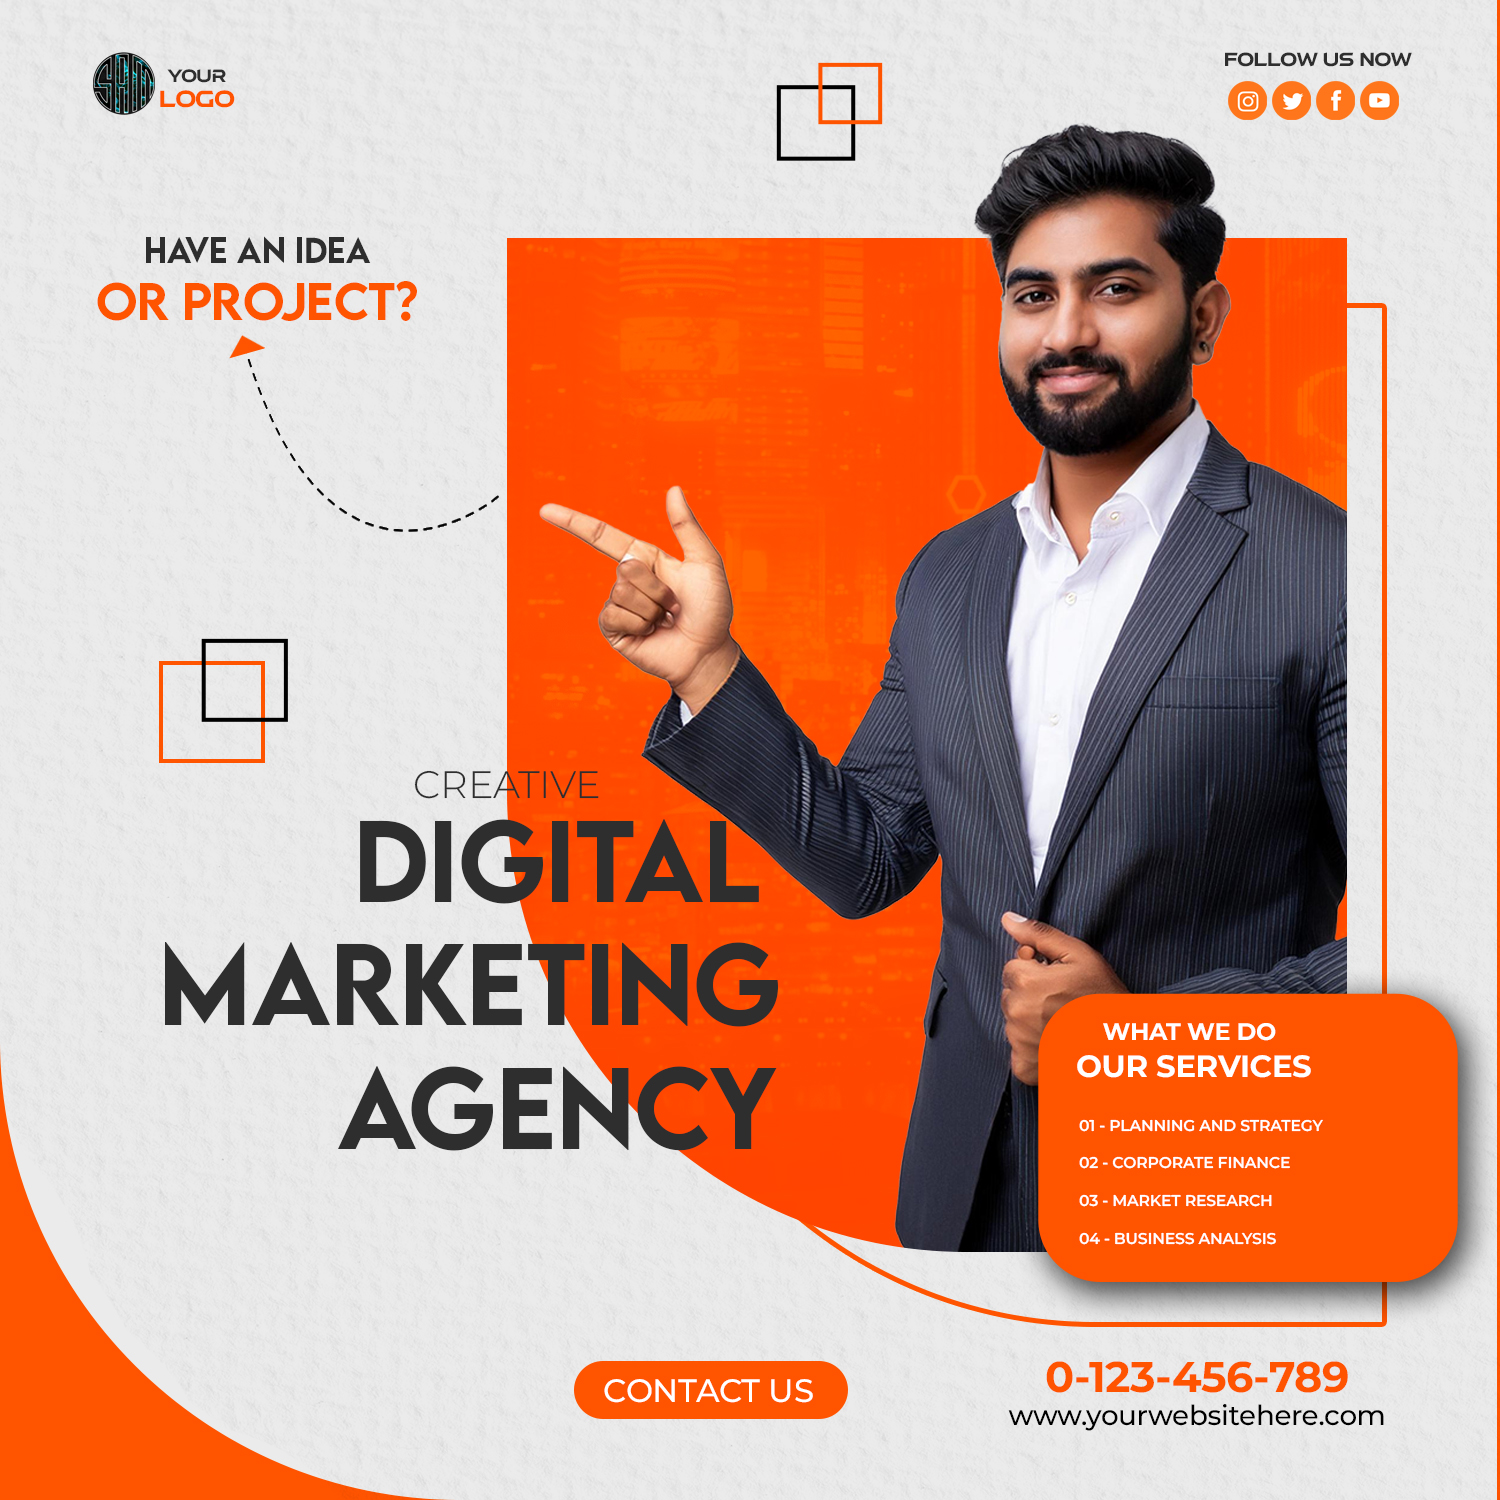 YOUR
LOGO
FOLLOW US NOW
HAVE AN IDEA
OR PROJECT?
CREATIVE
DIGITAL
MARKETING
AGENCY
WHAT WE DO
OUR SERVICES
01 - PLANNING AND STRATEGY
02 - CORPORATE FINANCE
03 - MARKET RESEARCH
04 - BUSINESS ANALYSIS
CONTACT US
0-123-456-789
www.yourwebsitehere.com